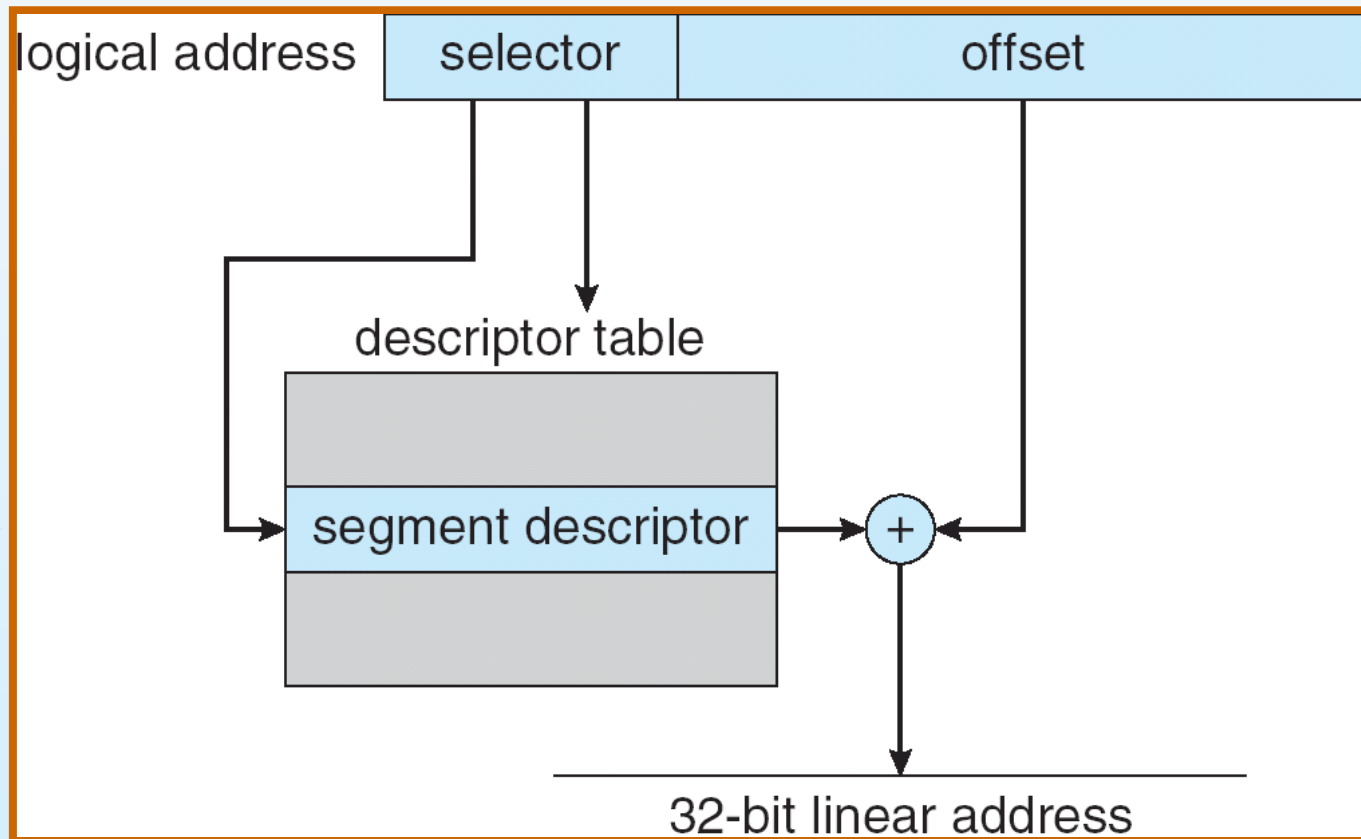 logical address selector offset
descriptor table
segment descriptor +
32-bit linear address